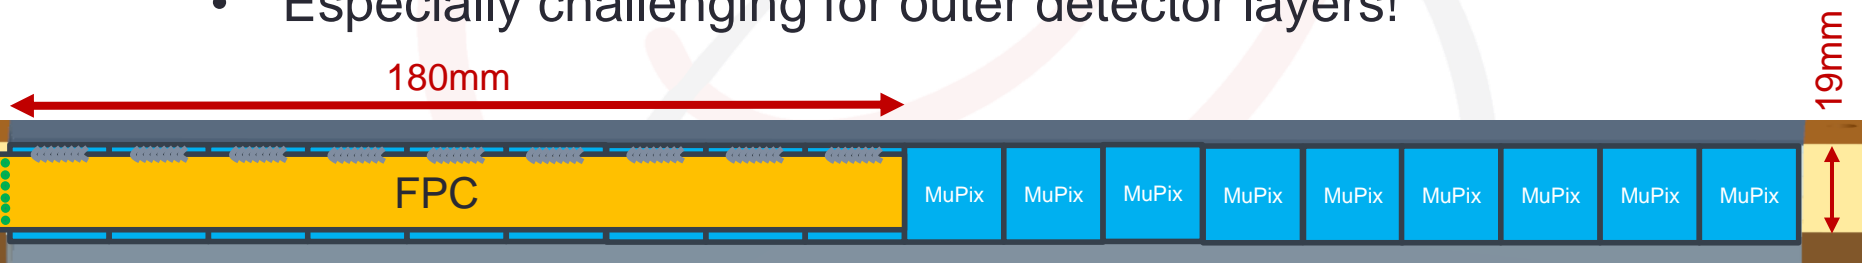 • Especially challenging for outer detector layers!
180mm
19mm
FPC
MuPix MuPix MuPix MuPix MuPix MuPix MuPix MuPix MuPix